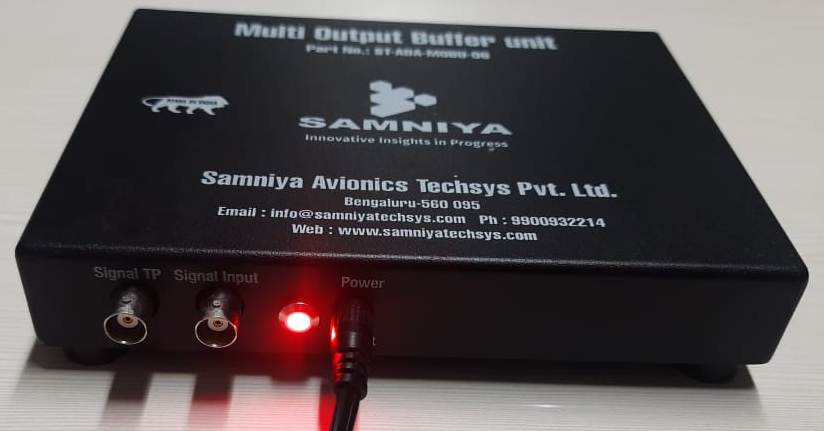 Multi Output Buffer unit
Part No.: ST-ADA-MOBU-06
MAKE IN INDIA
SAMNIYA
Innovative Insights in Progress
Samniya Avionics Techsys Pvt. Ltd.
Bengaluru-560 095
Email : info@samniyatechsys.com Ph : 9900932214
Web : www.samniyatechsys.com
Signal TP Signal Input Power